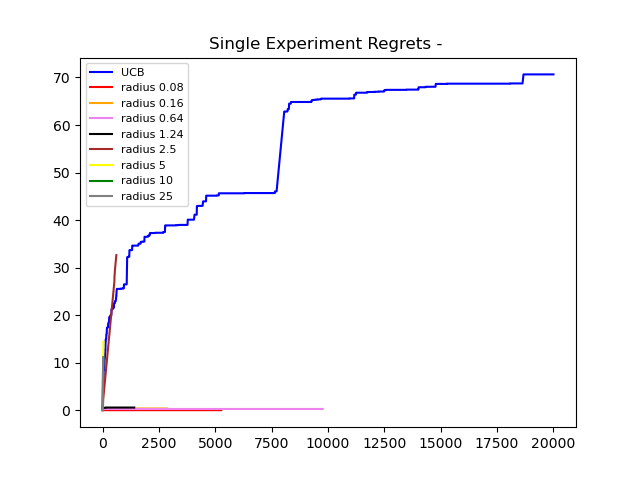 Single Experiment Regrets -
UCB
radius 0.08
radius 0.16
radius 0.64
radius 1.24
radius 2.5
radius 5
radius 10
radius 25
70
60
50
40
30
20
10
0
0 2500 5000 7500 10000 12500 15000 17500 20000